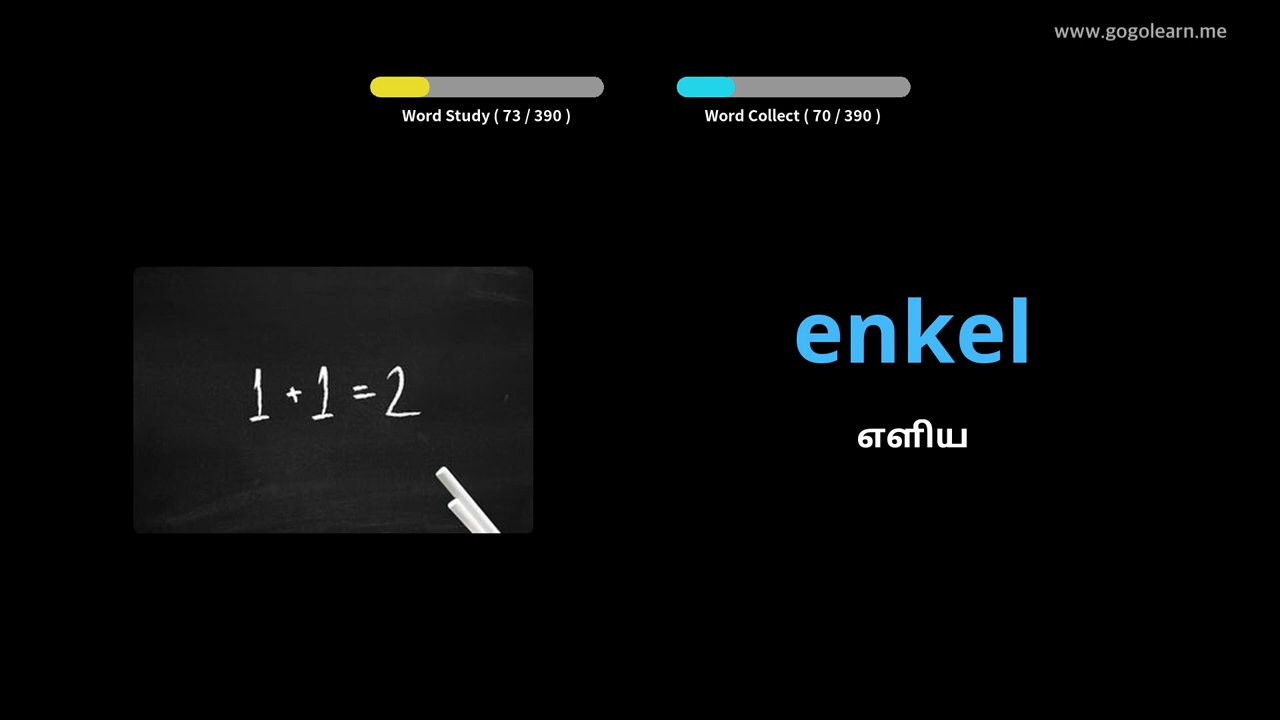 www.gogolearn.me
Word Study ( 73 / 390 )
Word Collect ( 70 / 390 )
1 + 1 = 2
enkel
எளிய